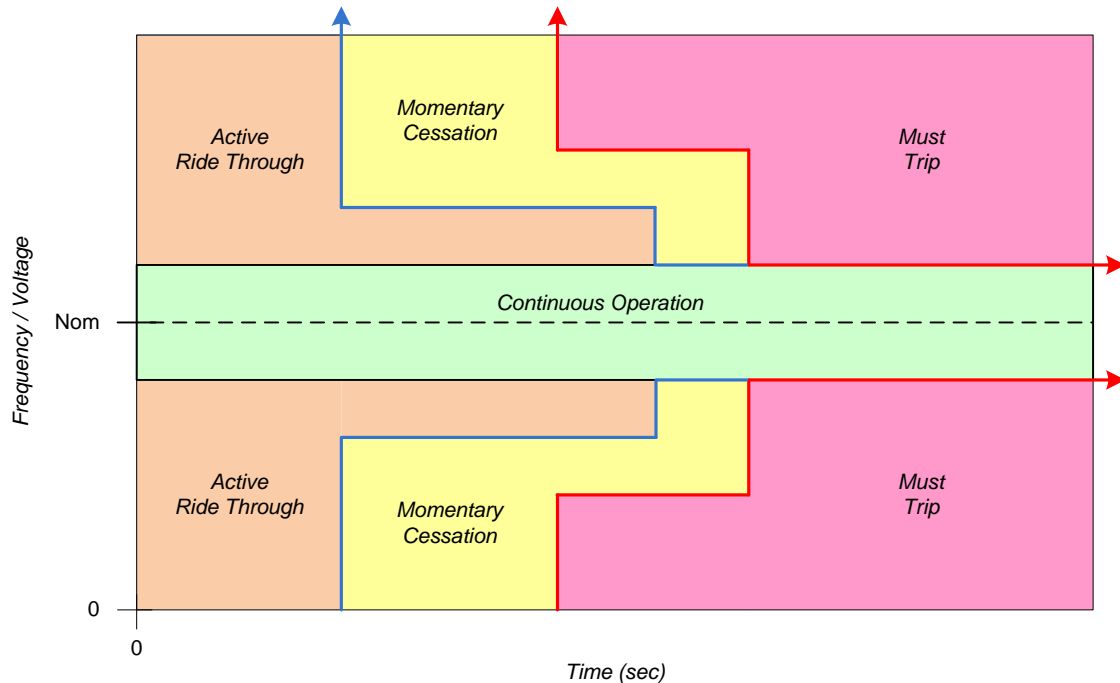 Active
Ride Through
Momentary
Cessation
Must
Trip
Frequency / Voltage
Continuous Operation
Nom
Active
Ride Through
Momentary
Cessation
Must
Trip
0
0
Time (sec)